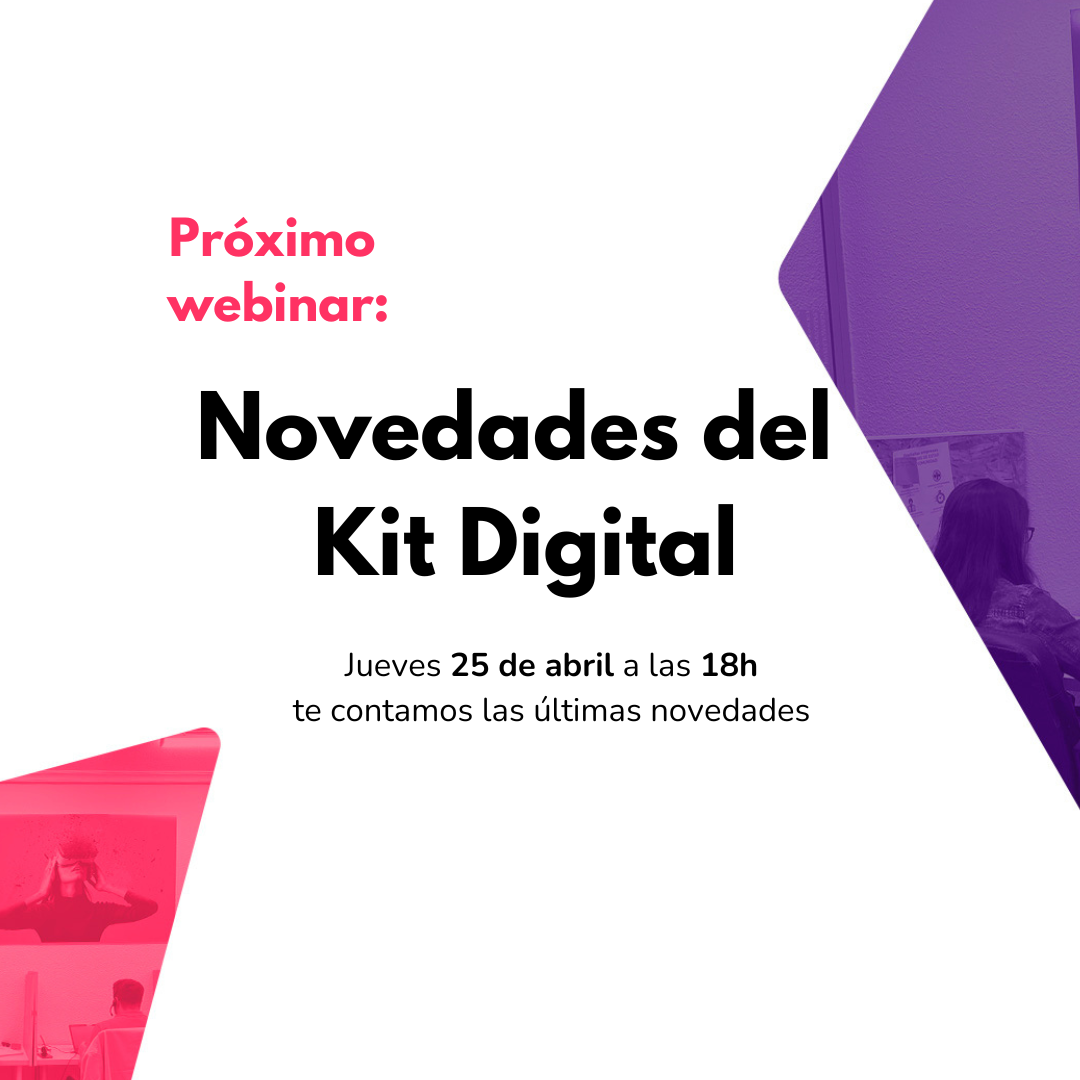 Próximo
webinar:
Novedades del
Kit Digital
Jueves 25 de abril a las 18h
te contamos las últimas novedades